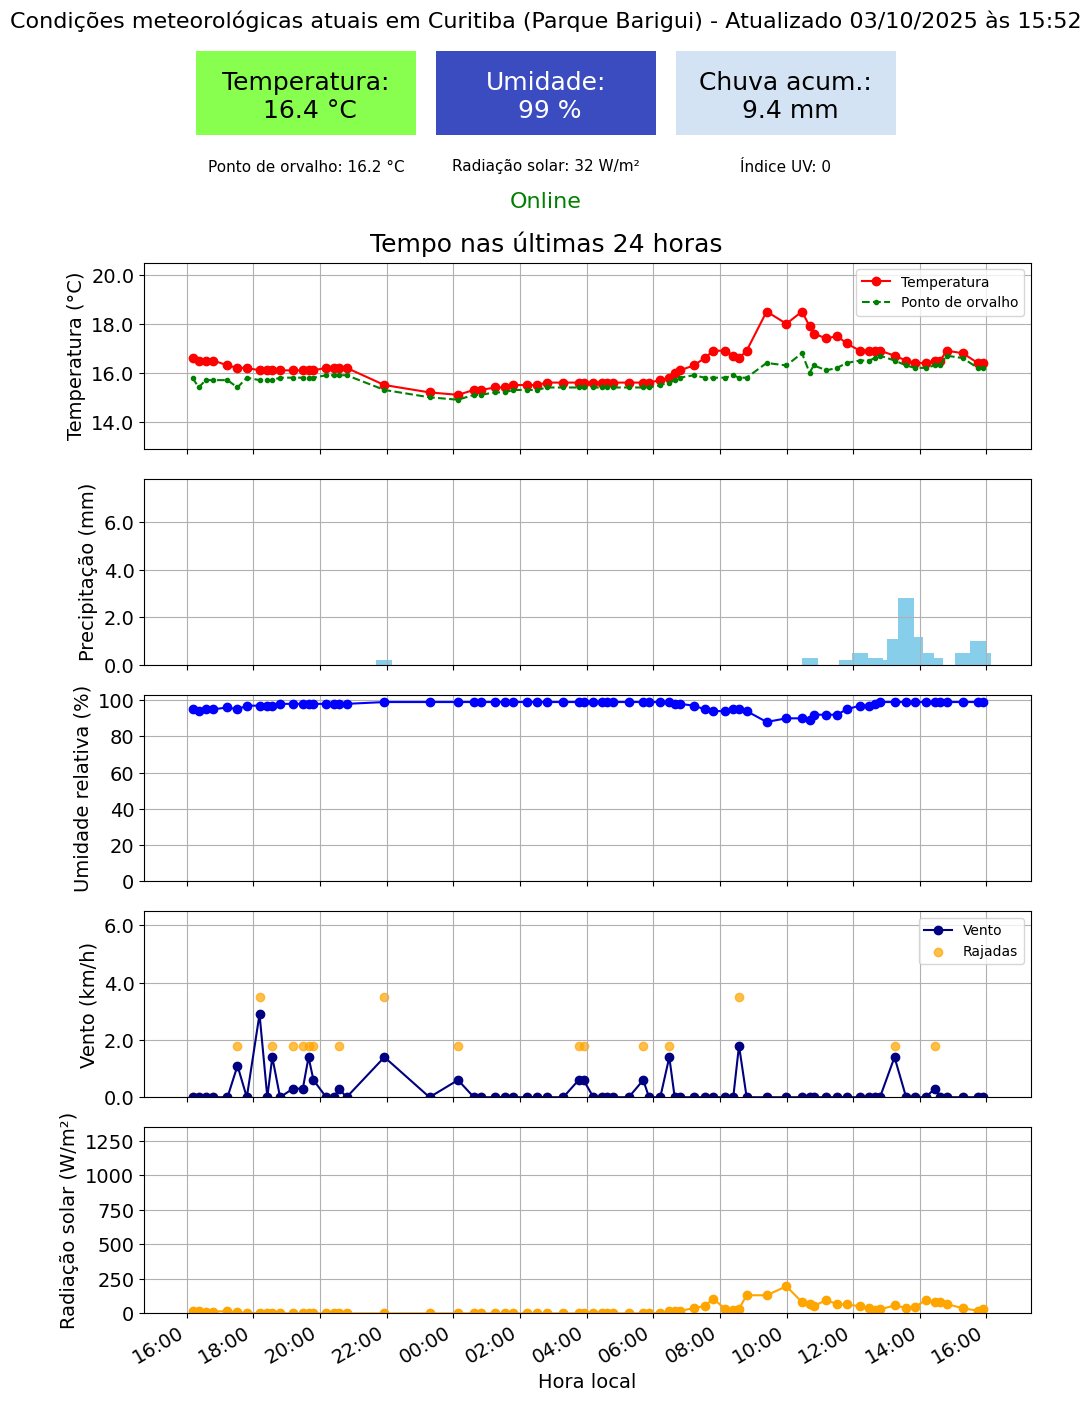 Condições meteorológicas atuais em Curitiba (Parque Barigui) - Atualizado 03/10/2025 às 15:52
Temperatura:
16.4 °C
Umidade:
99 %
Chuva acum.:
9.4 mm
Ponto de orvalho: 16.2 °C
Radiação solar: 32 W/m²
Índice UV: 0
Online
Tempo nas últimas 24 horas
Temperatura (°C)
20.0
18.0
16.0
14.0
Temperatura
Ponto de orvalho
Precipitação (mm)
6.0
4.0
2.0
0.0
Umidade relativa (%)
100
80
60
40
20
0
Vento (km/h)
6.0
4.0
2.0
0.0
Vento
Rajadas
Radiação solar (W/m²)
1250
1000
750
500
250
0
16:00
18:00
20:00
22:00
00:00
02:00
04:00
06:00
08:00
10:00
12:00
14:00
16:00
Hora local